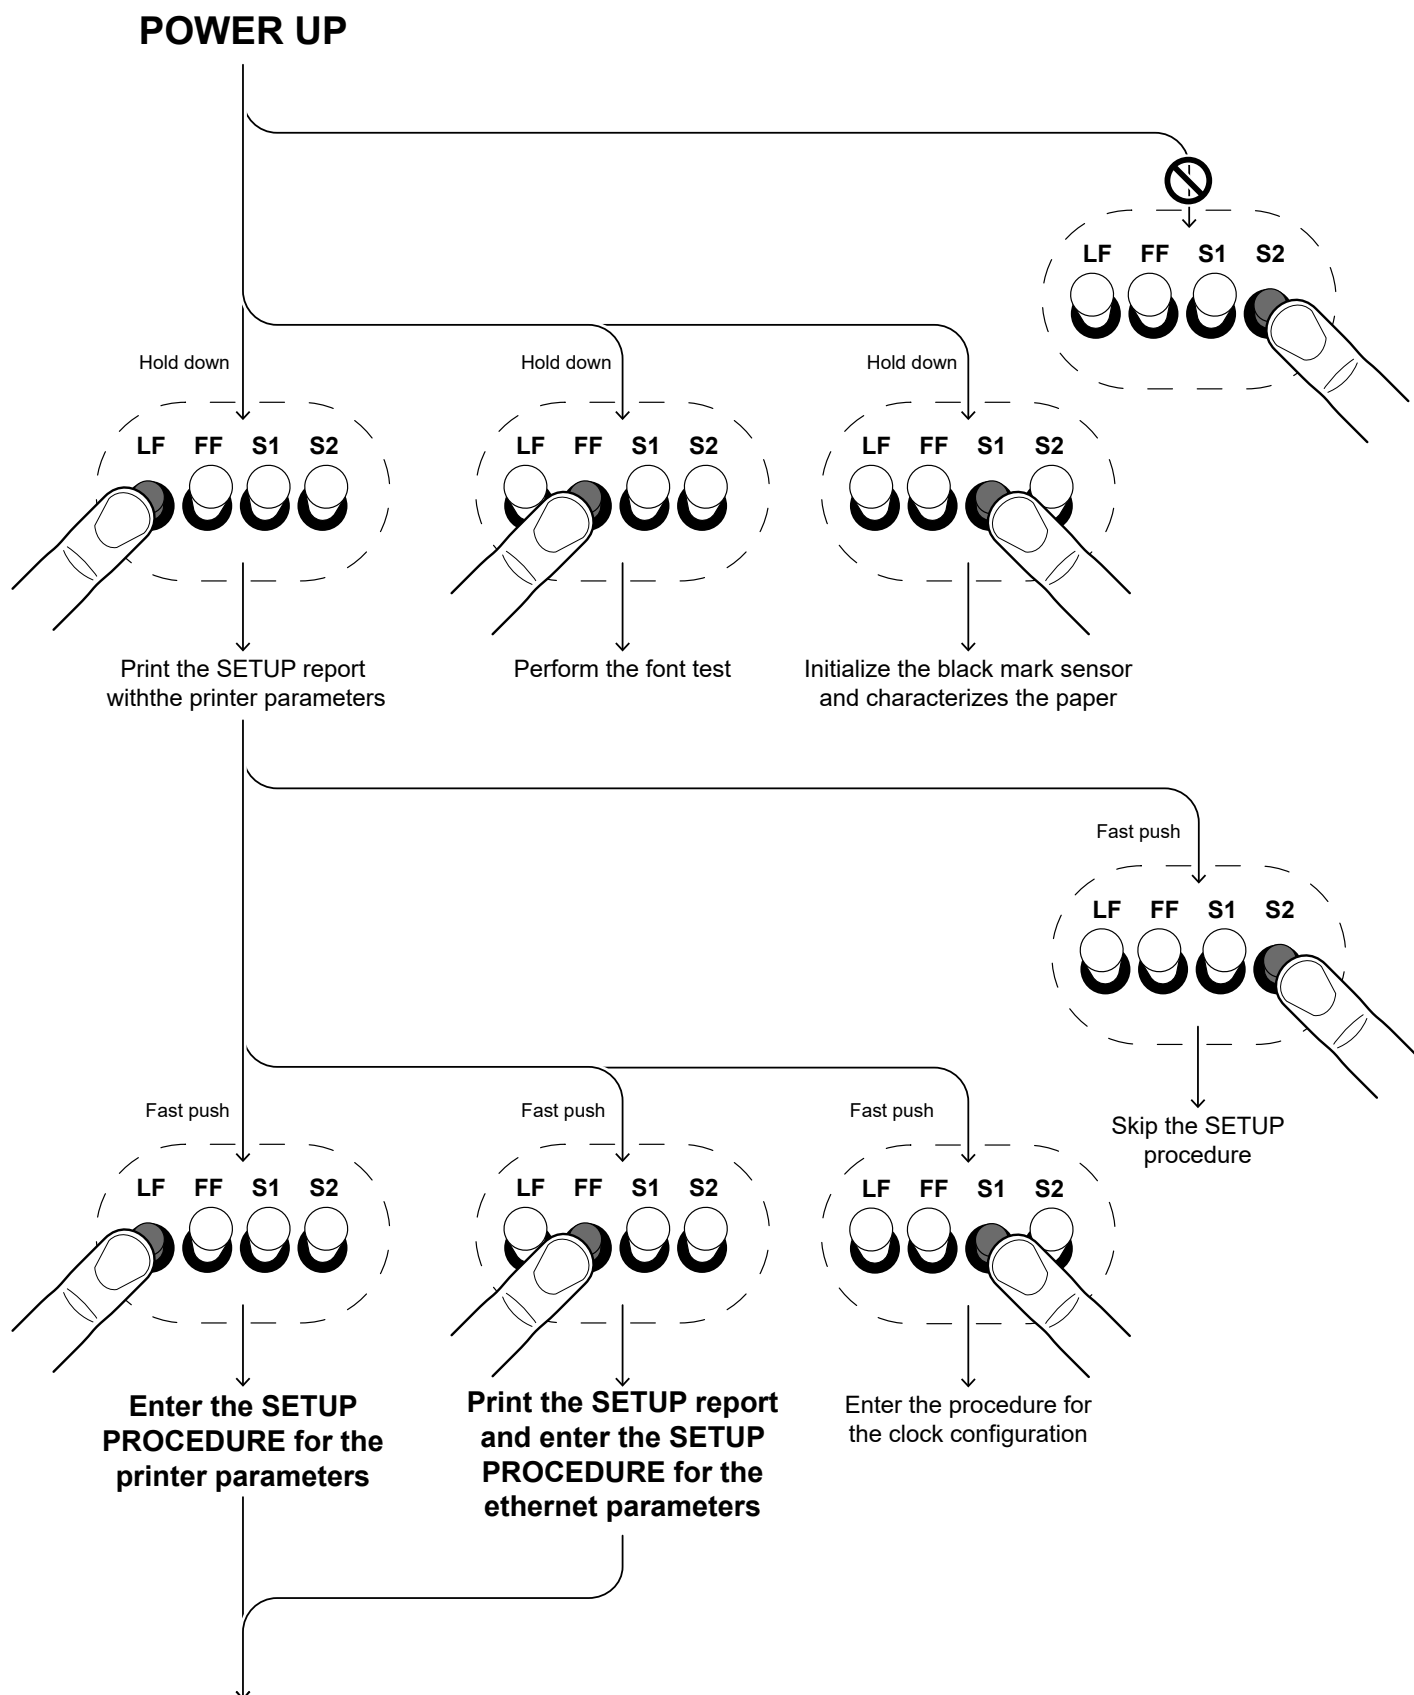 POWER UP
LF FF S1 S2
Hold down
Hold down
Hold down
LF FF S1 S2
LF FF S1 S2
LF FF S1 S2
Print the SETUP report
withthe printer parameters
Perform the font test
Initialize the black mark sensor
and characterizes the paper
Fast push
LF FF S1 S2
Skip the SETUP
procedure
Fast push
Fast push
Fast push
LF FF S1 S2
LF FF S1 S2
LF FF S1 S2
Enter the SETUP
PROCEDURE for the
printer parameters
Print the SETUP report
and enter the SETUP
PROCEDURE for the
ethernet parameters
Enter the procedure for
the clock configuration